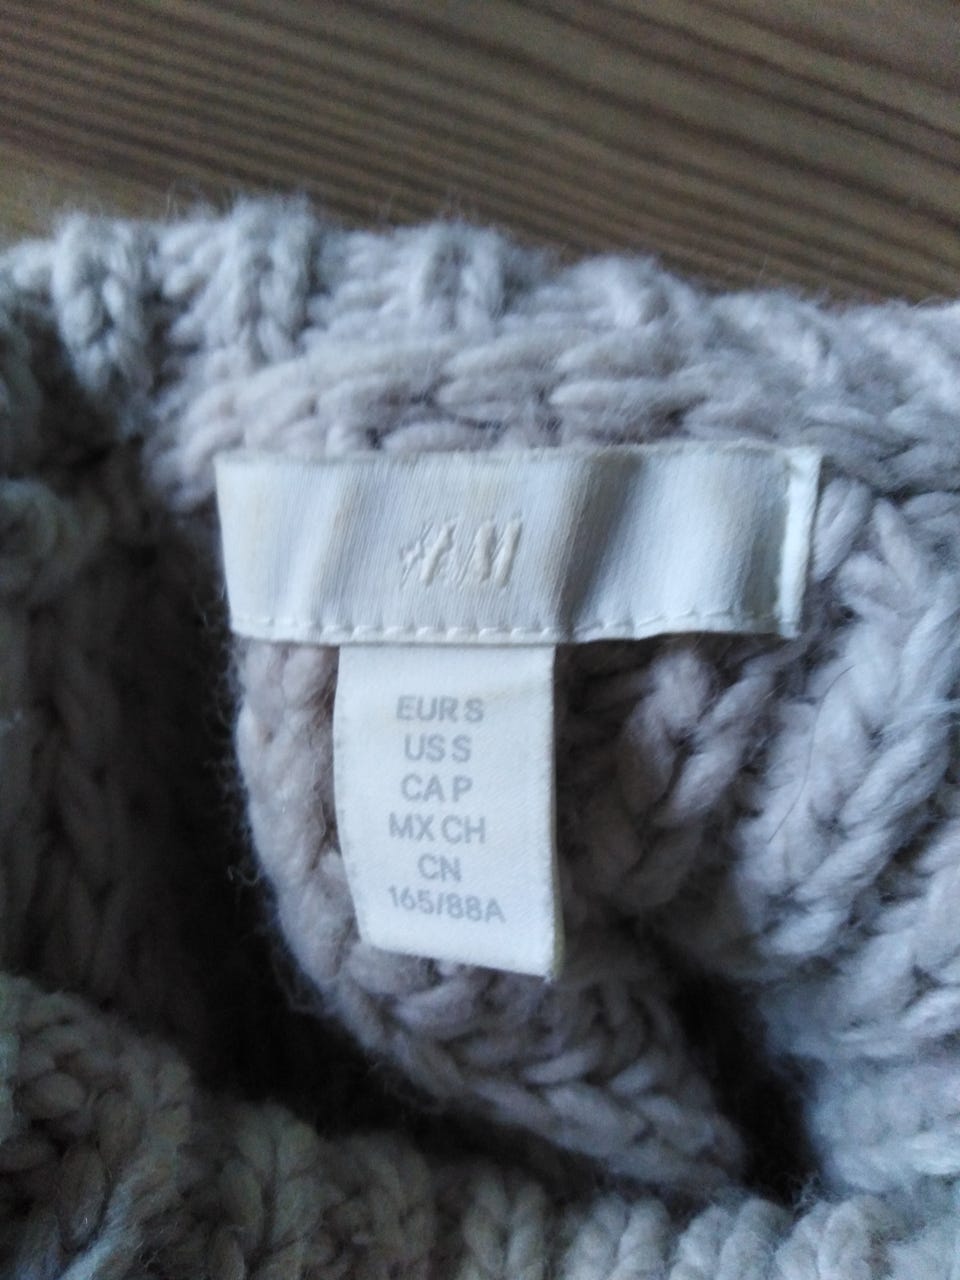 H&M
EUR S
US S
CA P
MX CH
CN
165/88A